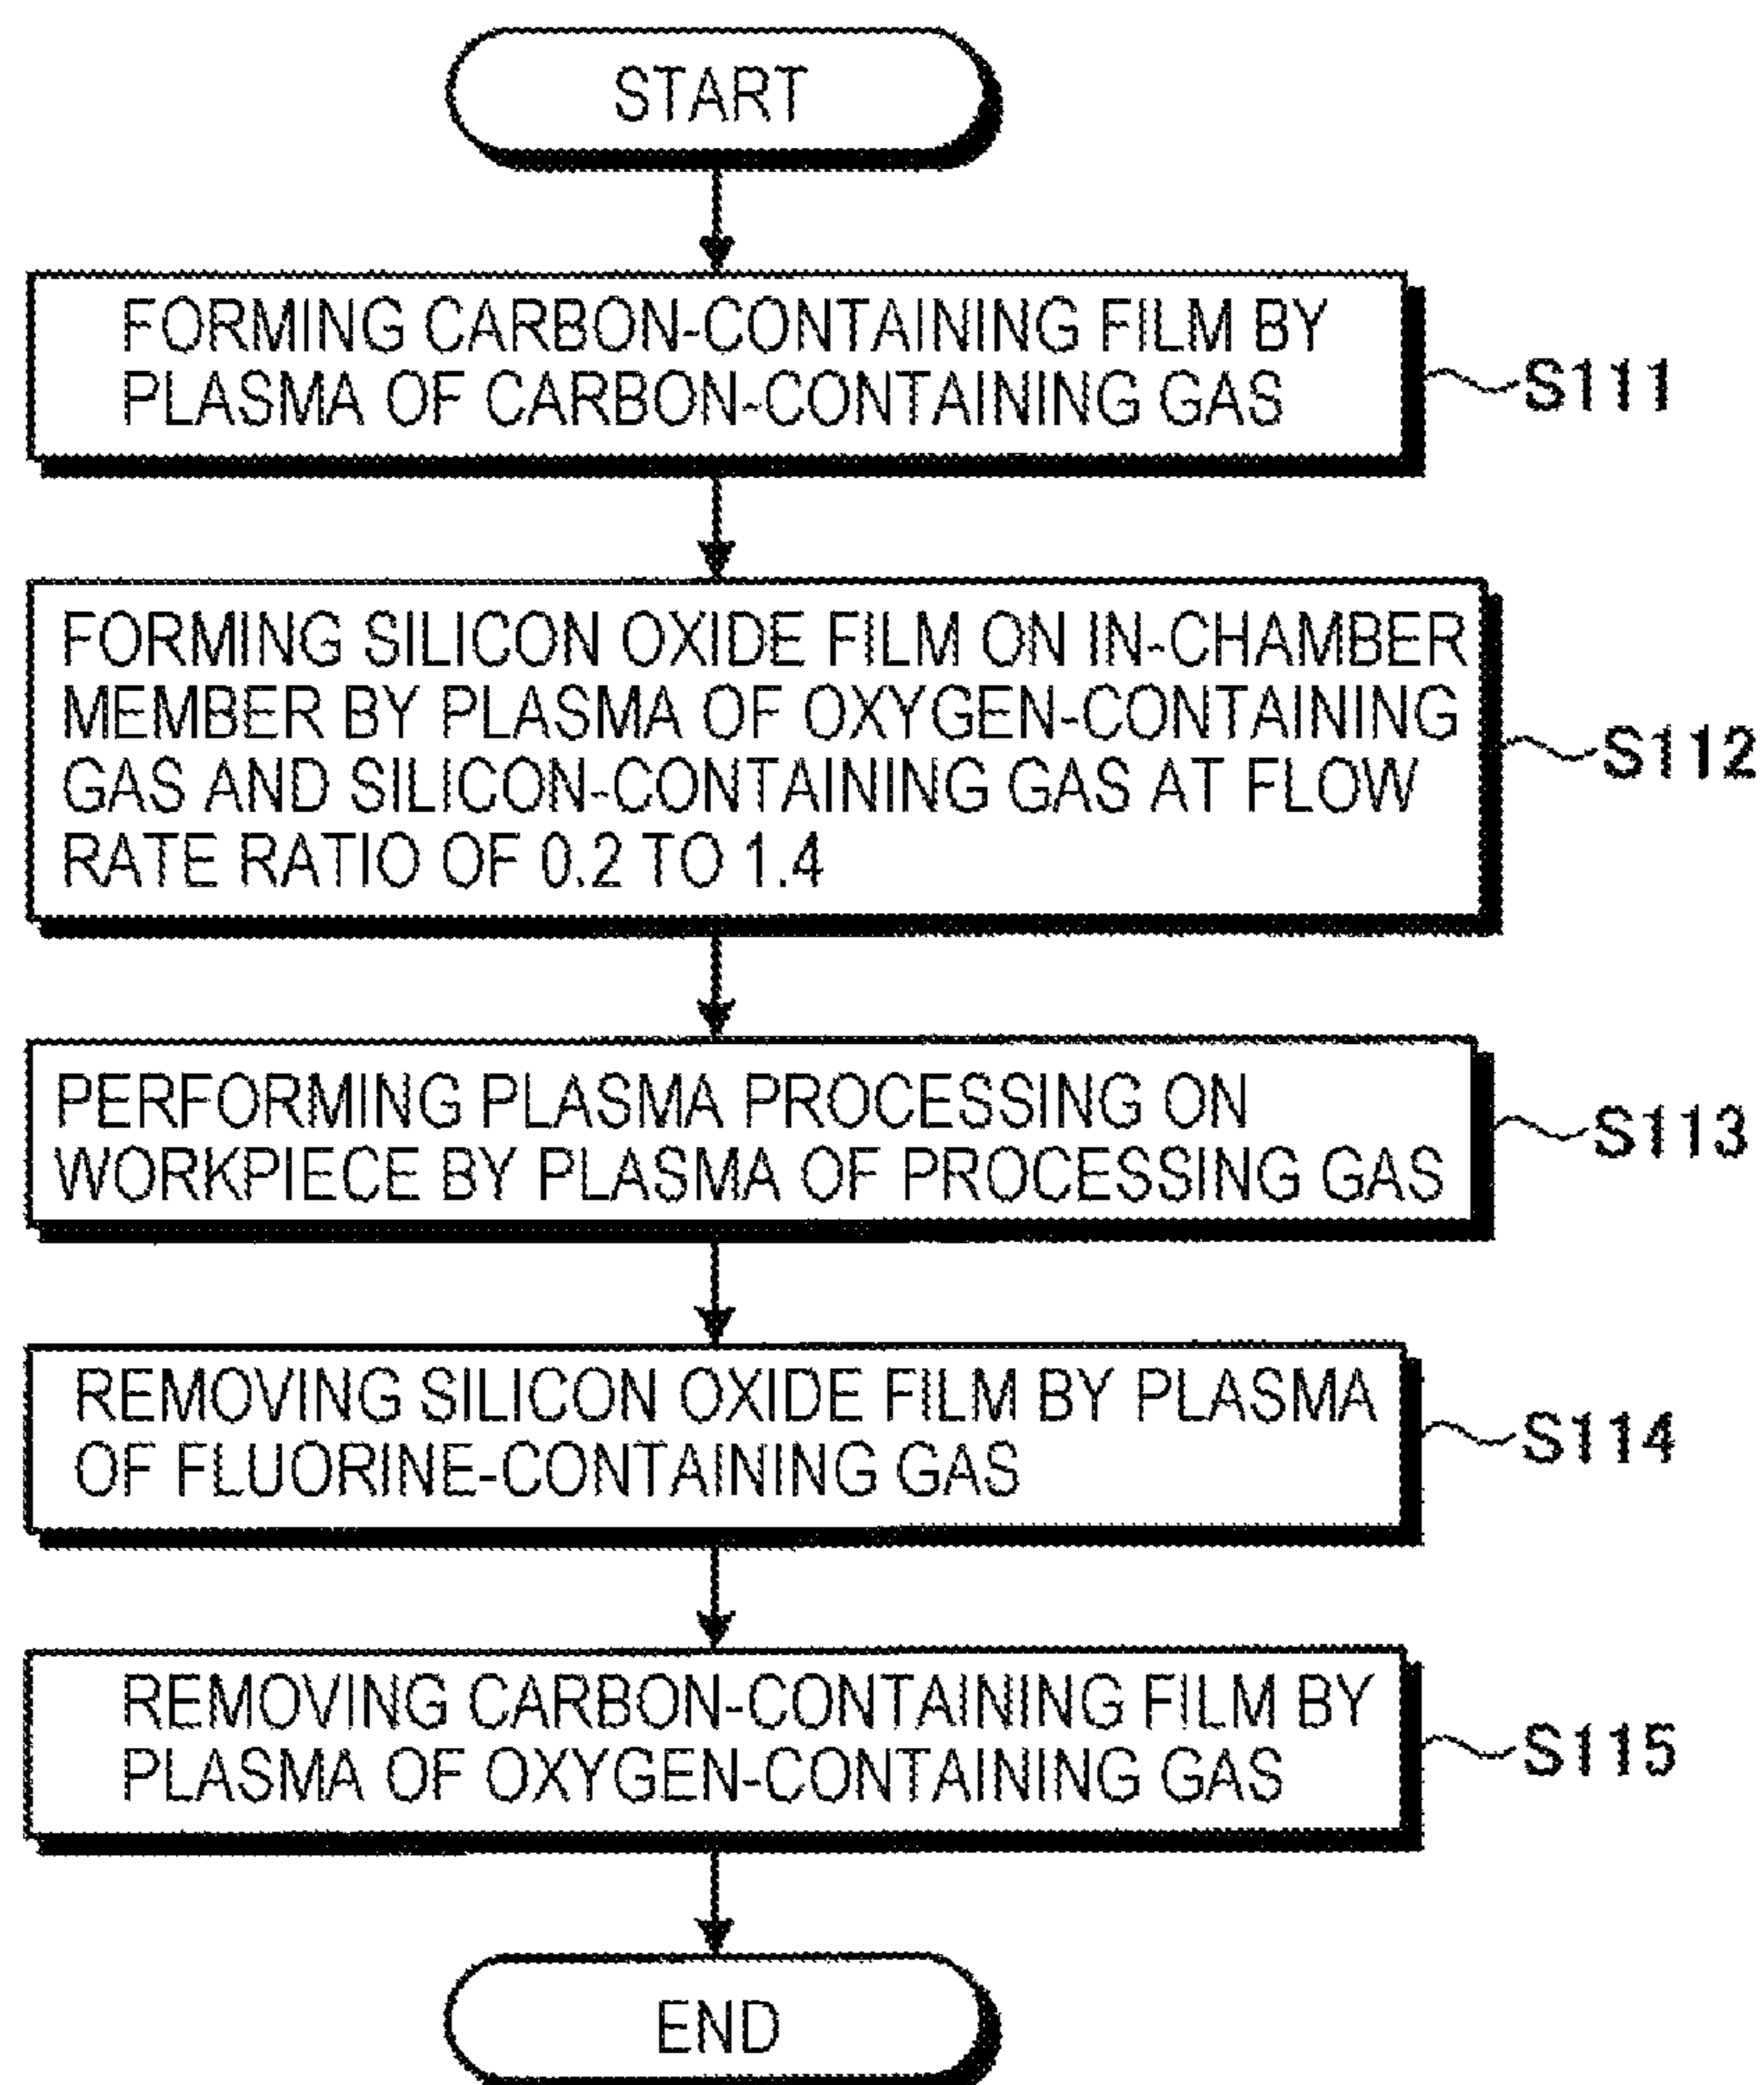 START
FORMING CARBON-CONTAINING FILM BY
PLASMA OF CARBON-CONTAINING GAS
S111
FORMING SILICON OXIDE FILM ON IN-CHAMBER
MEMBER BY PLASMA OF OXYGEN-CONTAINING
GAS AND SILICON-CONTAINING GAS AT FLOW
RATE RATIO OF 0.2 TO 1.4
S112
PERFORMING PLASMA PROCESSING ON
WORKPIECE BY PLASMA OF PROCESSING GAS
S113
REMOVING SILICON OXIDE FILM BY PLASMA
OF FLUORINE-CONTAINING GAS
S114
REMOVING CARBON-CONTAINING FILM BY
PLASMA OF OXYGEN-CONTAINING GAS
S115
END